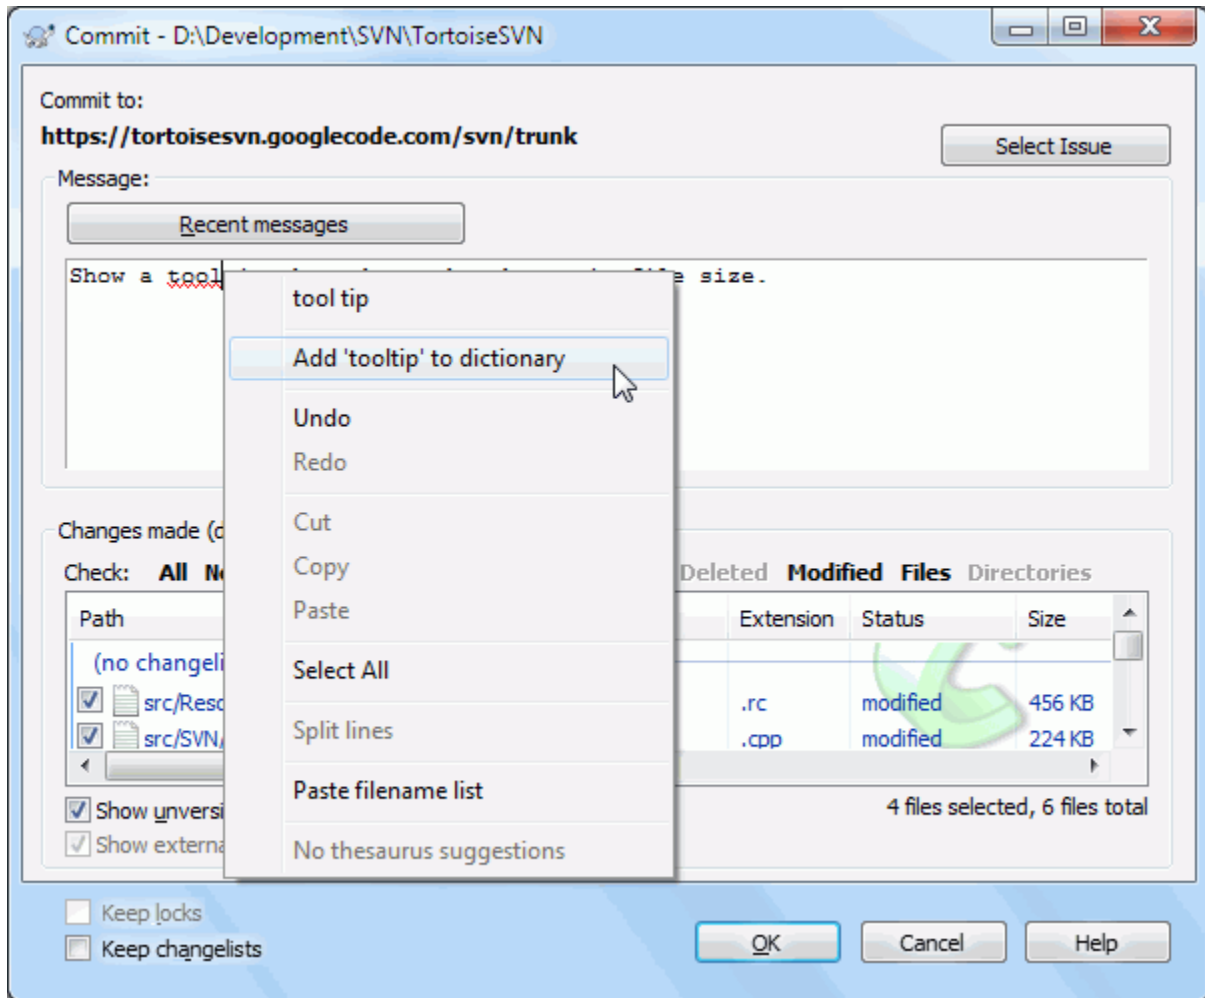 Commit - D:\Development\SVN\TortoiseSVN
Commit to:
https://tortoisesvn.googlecode.com/svn/trunk
Select Issue
Message:
Recent messages
Show a tool file size.
tool tip
Add 'tooltip' to dictionary
Undo
Redo
Cut
Copy
Paste
Select All
Split lines
Paste filename list
No thesaurus suggestions
Changes made
Check: All Deleted Modified Files Directories
Path Extension Status Size
(no changeli
src/Reso .rc modified 456 KB
src/SVN/ .cpp modified 224 KB
Show unversi 4 files selected, 6 files total
Show externa
Keep locks
Keep changelists
OK Cancel Help